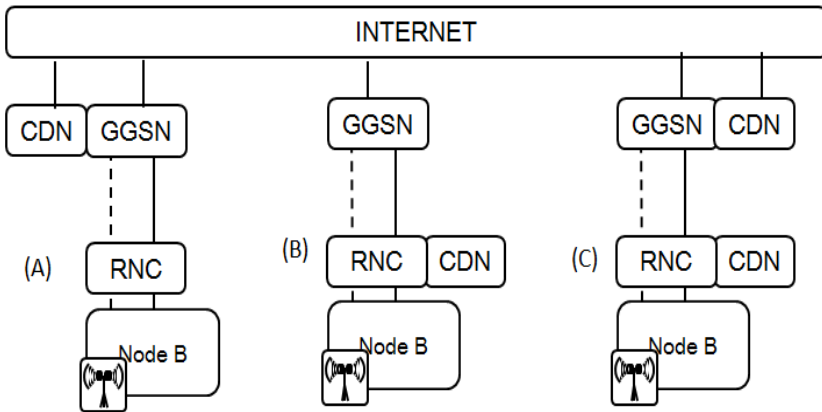 INTERNET
CDN GGSN
GGSN
GGSN CDN
(A)
RNC
(B)
RNC CDN
(C)
RNC CDN
Node B
Node B
Node B